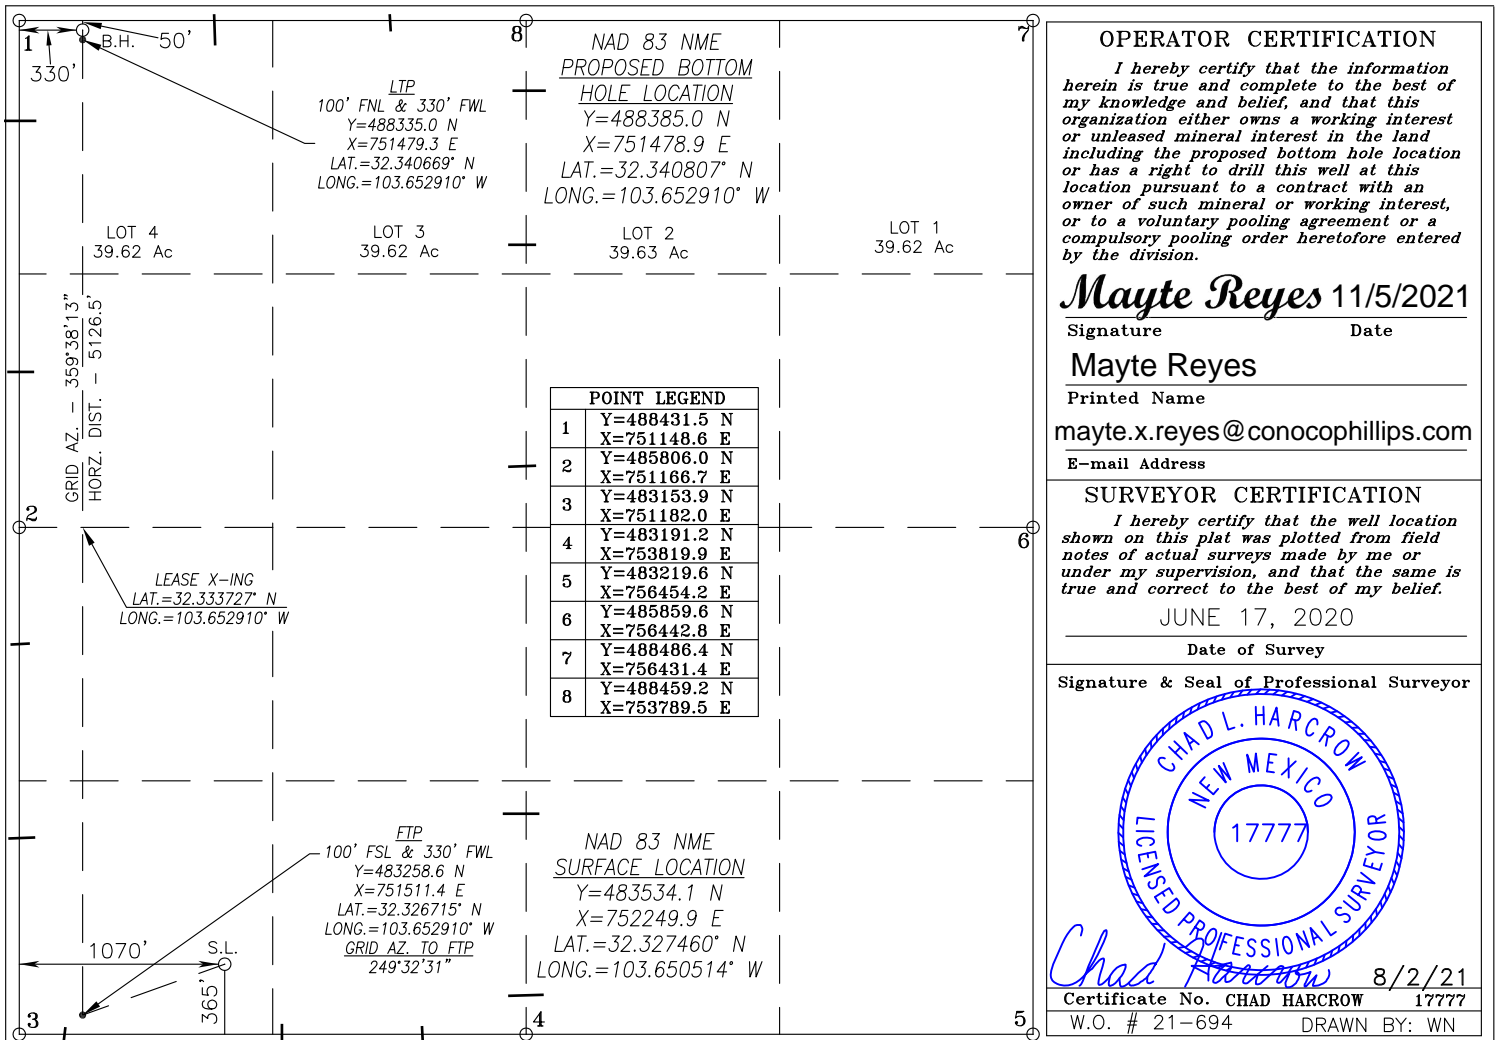 1
B.H.
50'
330'
8
7
NAD 83 NME
PROPOSED BOTTOM
HOLE LOCATION
Y=488385.0 N
X=751478.9 E
LAT.=32.340807° N
LONG.=103.652910° W
LTP
100' FNL & 330' FWL
Y=488335.0 N
X=751479.3 E
LAT.=32.340669° N
LONG.=103.652910° W
LOT 4
39.62 Ac
LOT 3
39.62 Ac
LOT 2
39.63 Ac
LOT 1
39.62 Ac
GRID AZ. - 359°38'13"
HORZ. DIST. - 5126.5'
2
6
LEASE X-ING
LAT.=32.333727° N
LONG.=103.652910° W
POINT LEGEND
1 Y=488431.5 N
X=751148.6 E
2 Y=485806.0 N
X=751166.7 E
3 Y=483153.9 N
X=751182.0 E
4 Y=483191.2 N
X=753819.9 E
5 Y=483219.6 N
X=756454.2 E
6 Y=485859.6 N
X=756442.8 E
7 Y=488486.4 N
X=756431.4 E
8 Y=488459.2 N
X=753789.5 E
FTP
100' FSL & 330' FWL
Y=483258.6 N
X=751511.4 E
LAT.=32.326715° N
LONG.=103.652910° W
GRID AZ. TO FTP
249°32'31"
NAD 83 NME
SURFACE LOCATION
Y=483534.1 N
X=752249.9 E
LAT.=32.327460° N
LONG.=103.650514° W
1070'
S.L.
365'
3
4
5
OPERATOR CERTIFICATION
I hereby certify that the information
herein is true and complete to the best of
my knowledge and belief, and that this
organization either owns a working interest
or unleased mineral interest in the land
including the proposed bottom hole location
or has a right to drill this well at this
location pursuant to a contract with an
owner of such mineral or working interest,
or to a voluntary pooling agreement or a
compulsory pooling order heretofore entered
by the division.
Mayte Reyes 11/5/2021
Signature Date
Mayte Reyes
Printed Name
mayte.x.reyes@conocophillips.com
E-mail Address
SURVEYOR CERTIFICATION
I hereby certify that the well location
shown on this plat was plotted from field
notes of actual surveys made by me or
under my supervision, and that the same is
true and correct to the best of my belief.
JUNE 17, 2020
Date of Survey
Signature & Seal of Professional Surveyor
CHAD L. HARCROW
NEW MEXICO
17777
LICENSED PROFESSIONAL SURVEYOR
Chad Harcrow 8/2/21
Certificate No. CHAD HARCROW 17777
W.O. # 21-694 DRAWN BY: WN